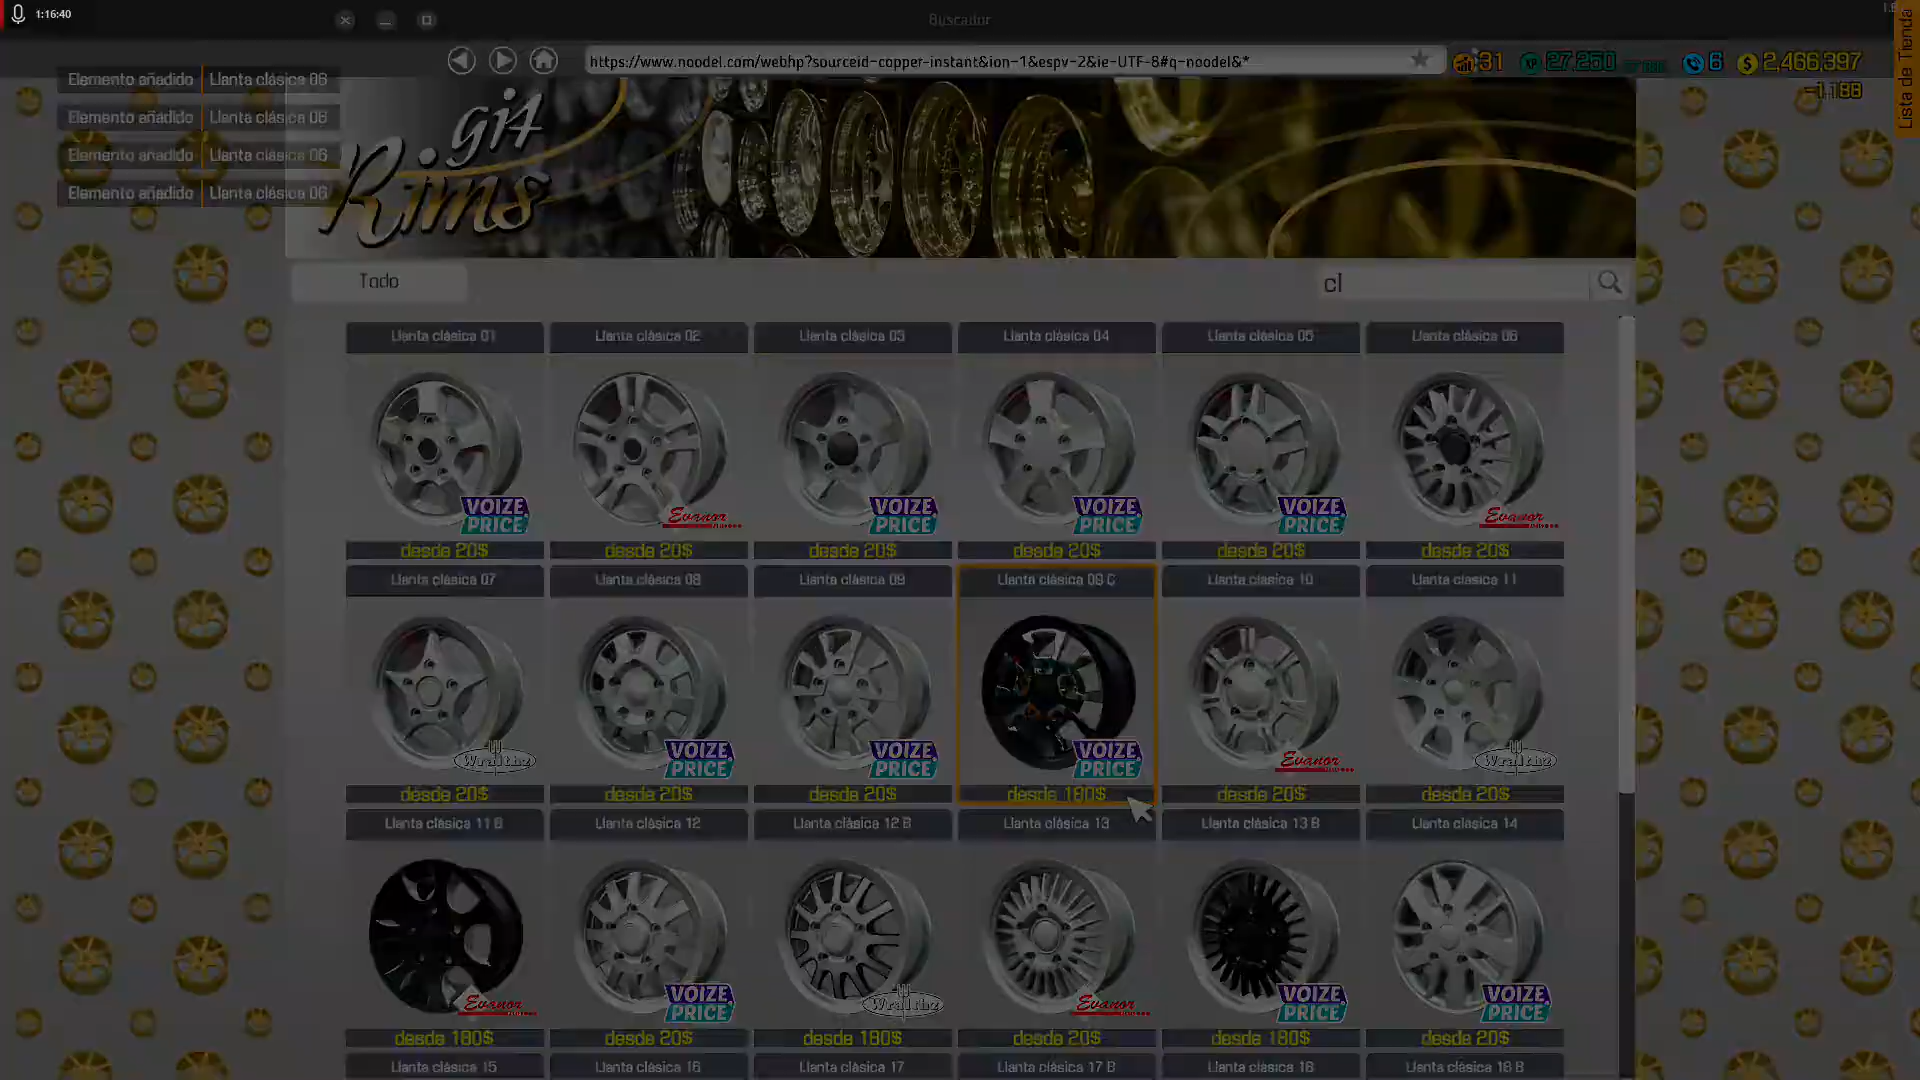 1:16:40
Buscador
https://www.noodel.com/webhp?sourceid-copper-instant&ion-1&espv-2&ie-UTF-8#q-noodel&*
31
27,250
6
2,466,397
-1,188
Lista de Tienda
Elemento añadido Llanta clásica 06
Elemento añadido Llanta clásica 06
Elemento añadido Llanta clásica 06
Elemento añadido Llanta clásica 06
git
Rims
Todo
cl
Llanta clásica 01 Llanta clásica 02 Llanta clásica 03 Llanta clásica 04 Llanta clásica 05 Llanta clásica 06
VOIZE PRICE Evanor VOIZE PRICE VOIZE PRICE VOIZE PRICE Evanor
desde 20$ desde 20$ desde 20$ desde 20$ desde 20$ desde 20$
Llanta clásica 07 Llanta clásica 08 Llanta clásica 09 Llanta clásica 09 C Llanta clásica 10 Llanta clásica 11
Wraithz VOIZE PRICE VOIZE PRICE VOIZE PRICE Evanor Wraithz
desde 20$ desde 20$ desde 20$ desde 180$ desde 20$ desde 20$
Llanta clásica 11 B Llanta clásica 12 Llanta clásica 12 B Llanta clásica 13 Llanta clásica 13 B Llanta clásica 14
Evanor VOIZE PRICE Wraithz Evanor VOIZE PRICE VOIZE PRICE
desde 180$ desde 20$ desde 180$ desde 20$ desde 180$ desde 20$
Llanta clásica 15 Llanta clásica 16 Llanta clásica 17 Llanta clásica 17 B Llanta clásica 18 Llanta clásica 18 B